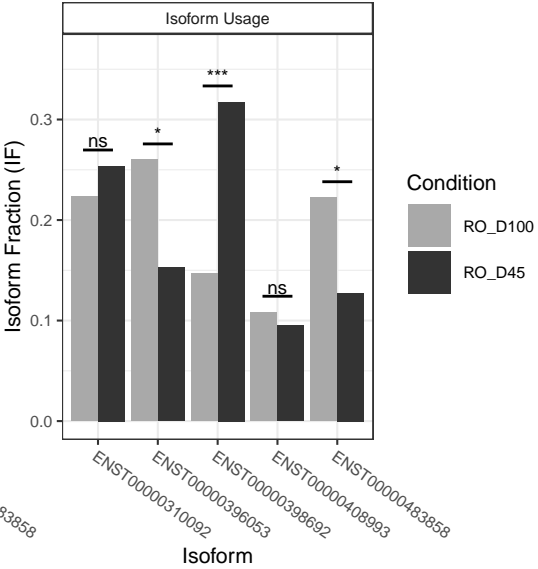 Isoform Usage
***
*
ns
*
ns
Isoform Fraction (IF)
0.3
0.2
0.1
0.0
Condition
RO_D100
RO_D45
83858
ENST00000310092
ENST00000396053
ENST00000398692
ENST00000408993
ENST00000483858
Isoform